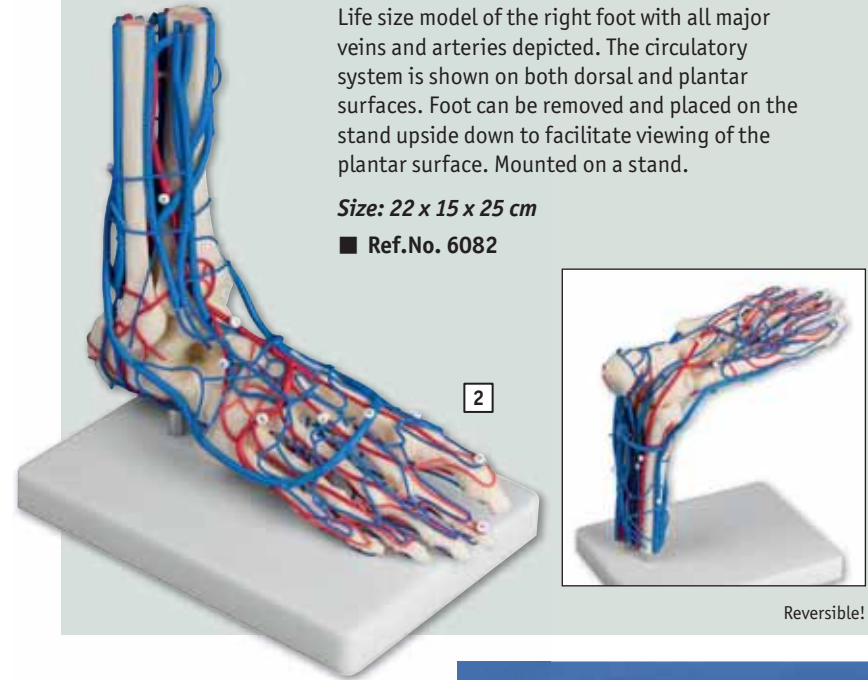 Life size model of the right foot with all major
veins and arteries depicted. The circulatory
system is shown on both dorsal and plantar
surfaces. Foot can be removed and placed on the
stand upside down to facilitate viewing of the
plantar surface. Mounted on a stand.
Size: 22 x 15 x 25 cm
■ Ref.No. 6082
2
Reversible!